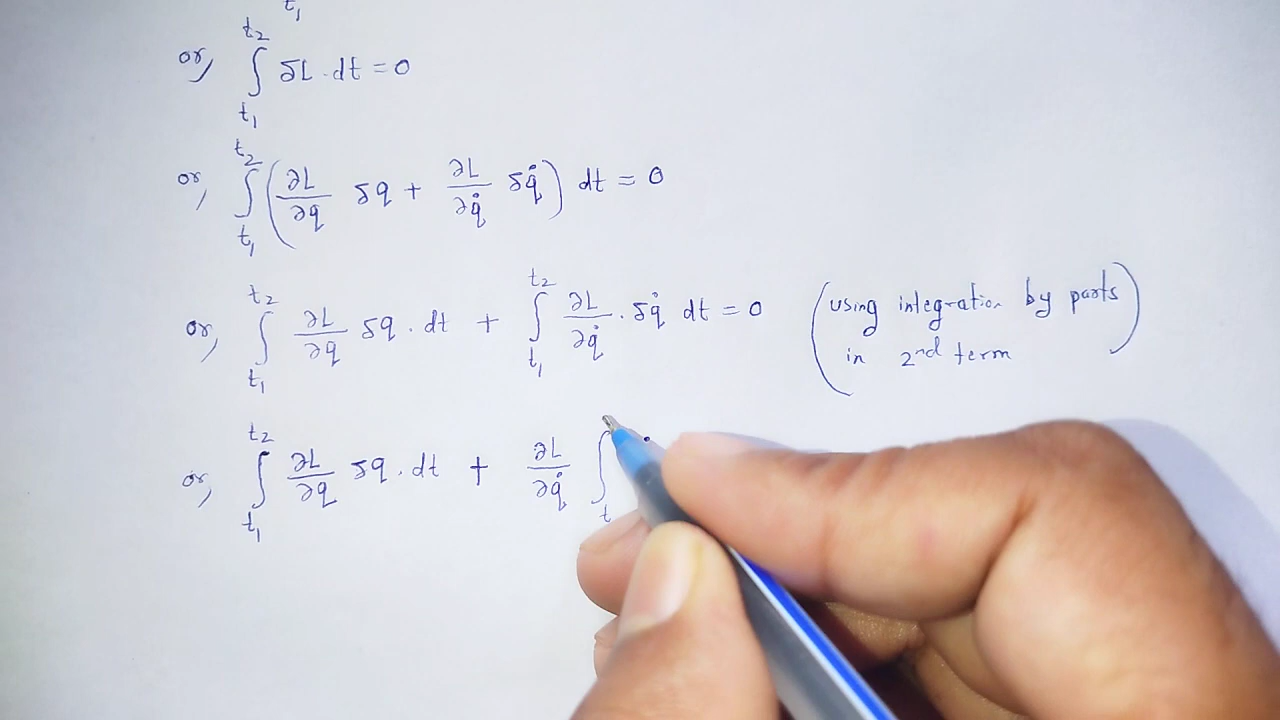 t₁
or, ∫_{t₁}^{t₂} δL . dt = 0
or, ∫_{t₁}^{t₂} (∂L/∂q δq + ∂L/∂q̇ δq̇) dt = 0
or, ∫_{t₁}^{t₂} ∂L/∂q δq . dt + ∫_{t₁}^{t₂} ∂L/∂q̇ . δq̇ dt = 0 (using integration by parts
in 2nd term)
or, ∫_{t₁}^{t₂} ∂L/∂q δq . dt + ∂L/∂q̇ ∫_{t}